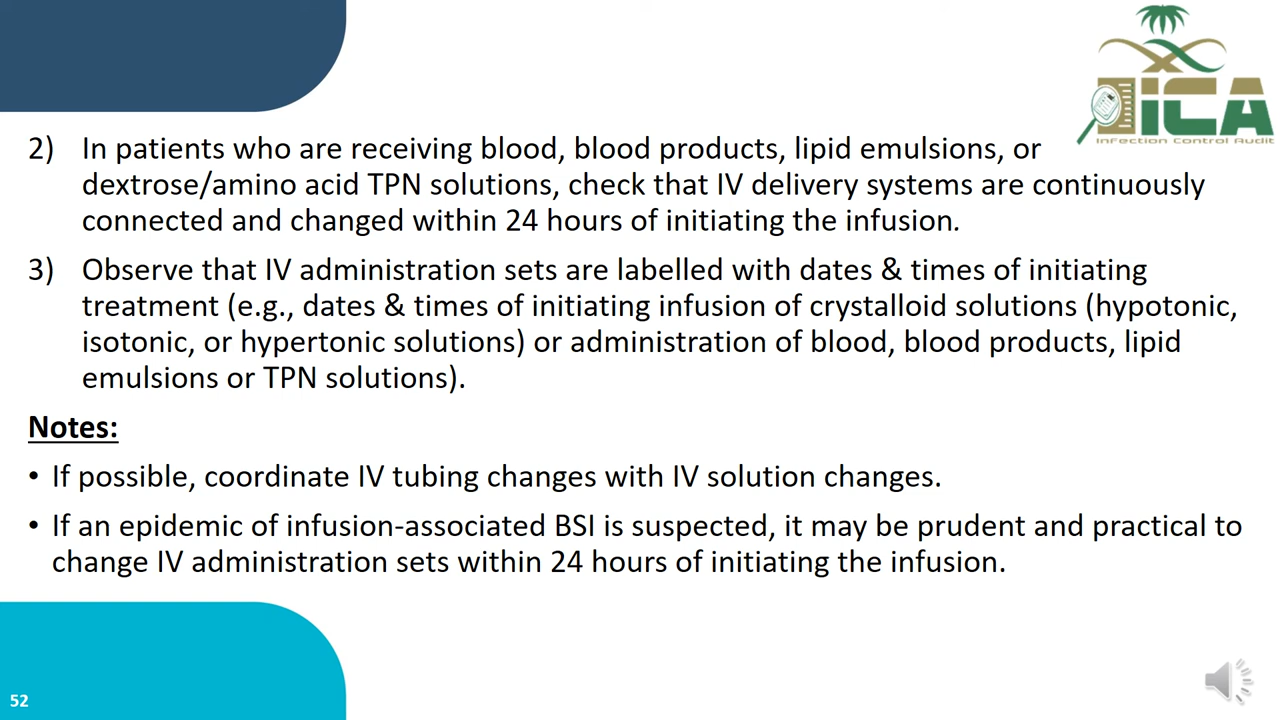 ICA
Infection Control Audit
2) In patients who are receiving blood, blood products, lipid emulsions, or
dextrose/amino acid TPN solutions, check that IV delivery systems are continuously
connected and changed within 24 hours of initiating the infusion.
3) Observe that IV administration sets are labelled with dates & times of initiating
treatment (e.g., dates & times of initiating infusion of crystalloid solutions (hypotonic,
isotonic, or hypertonic solutions) or administration of blood, blood products, lipid
emulsions or TPN solutions).
Notes:
• If possible, coordinate IV tubing changes with IV solution changes.
• If an epidemic of infusion-associated BSI is suspected, it may be prudent and practical to
change IV administration sets within 24 hours of initiating the infusion.
52